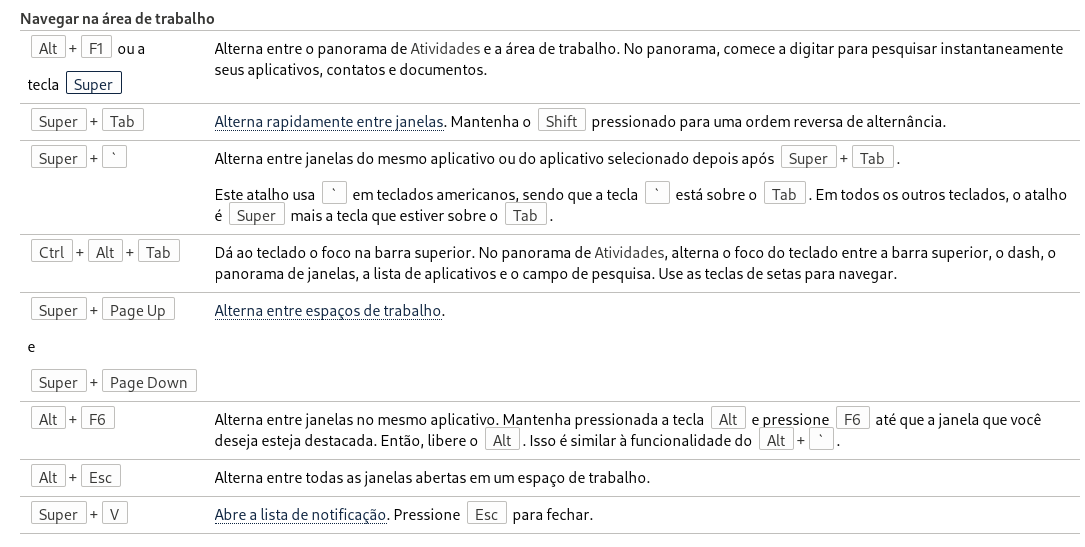 Navegar na área de trabalho
Alt + F1 ou a
tecla Super
Alterna entre o panorama de Atividades e a área de trabalho. No panorama, comece a digitar para pesquisar instantaneamente
seus aplicativos, contatos e documentos.
Super + Tab
Alterna rapidamente entre janelas. Mantenha o Shift pressionado para uma ordem reversa de alternância.
Super + `
Alterna entre janelas do mesmo aplicativo ou do aplicativo selecionado depois após Super + Tab .
Este atalho usa ` em teclados americanos, sendo que a tecla ` está sobre o Tab . Em todos os outros teclados, o atalho
é Super mais a tecla que estiver sobre o Tab .
Ctrl + Alt + Tab
Dá ao teclado o foco na barra superior. No panorama de Atividades, alterna o foco do teclado entre a barra superior, o dash, o
panorama de janelas, a lista de aplicativos e o campo de pesquisa. Use as teclas de setas para navegar.
Super + Page Up
e
Super + Page Down
Alterna entre espaços de trabalho.
Alt + F6
Alterna entre janelas no mesmo aplicativo. Mantenha pressionada a tecla Alt e pressione F6 até que a janela que você
deseja esteja destacada. Então, libere o Alt . Isso é similar à funcionalidade do Alt + ` .
Alt + Esc
Alterna entre todas as janelas abertas em um espaço de trabalho.
Super + V
Abre a lista de notificação. Pressione Esc para fechar.